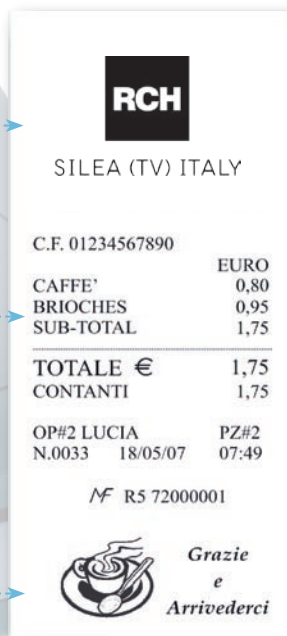 RCH
SILEA (TV) ITALY
C.F. 01234567890
EURO
CAFFE' 0,80
BRIOCHES 0,95
SUB-TOTAL 1,75
TOTALE € 1,75
CONTANTI 1,75
OP#2 LUCIA PZ#2
N.0033 18/05/07 07:49
MF R5 72000001
Grazie
e
Arrivederci